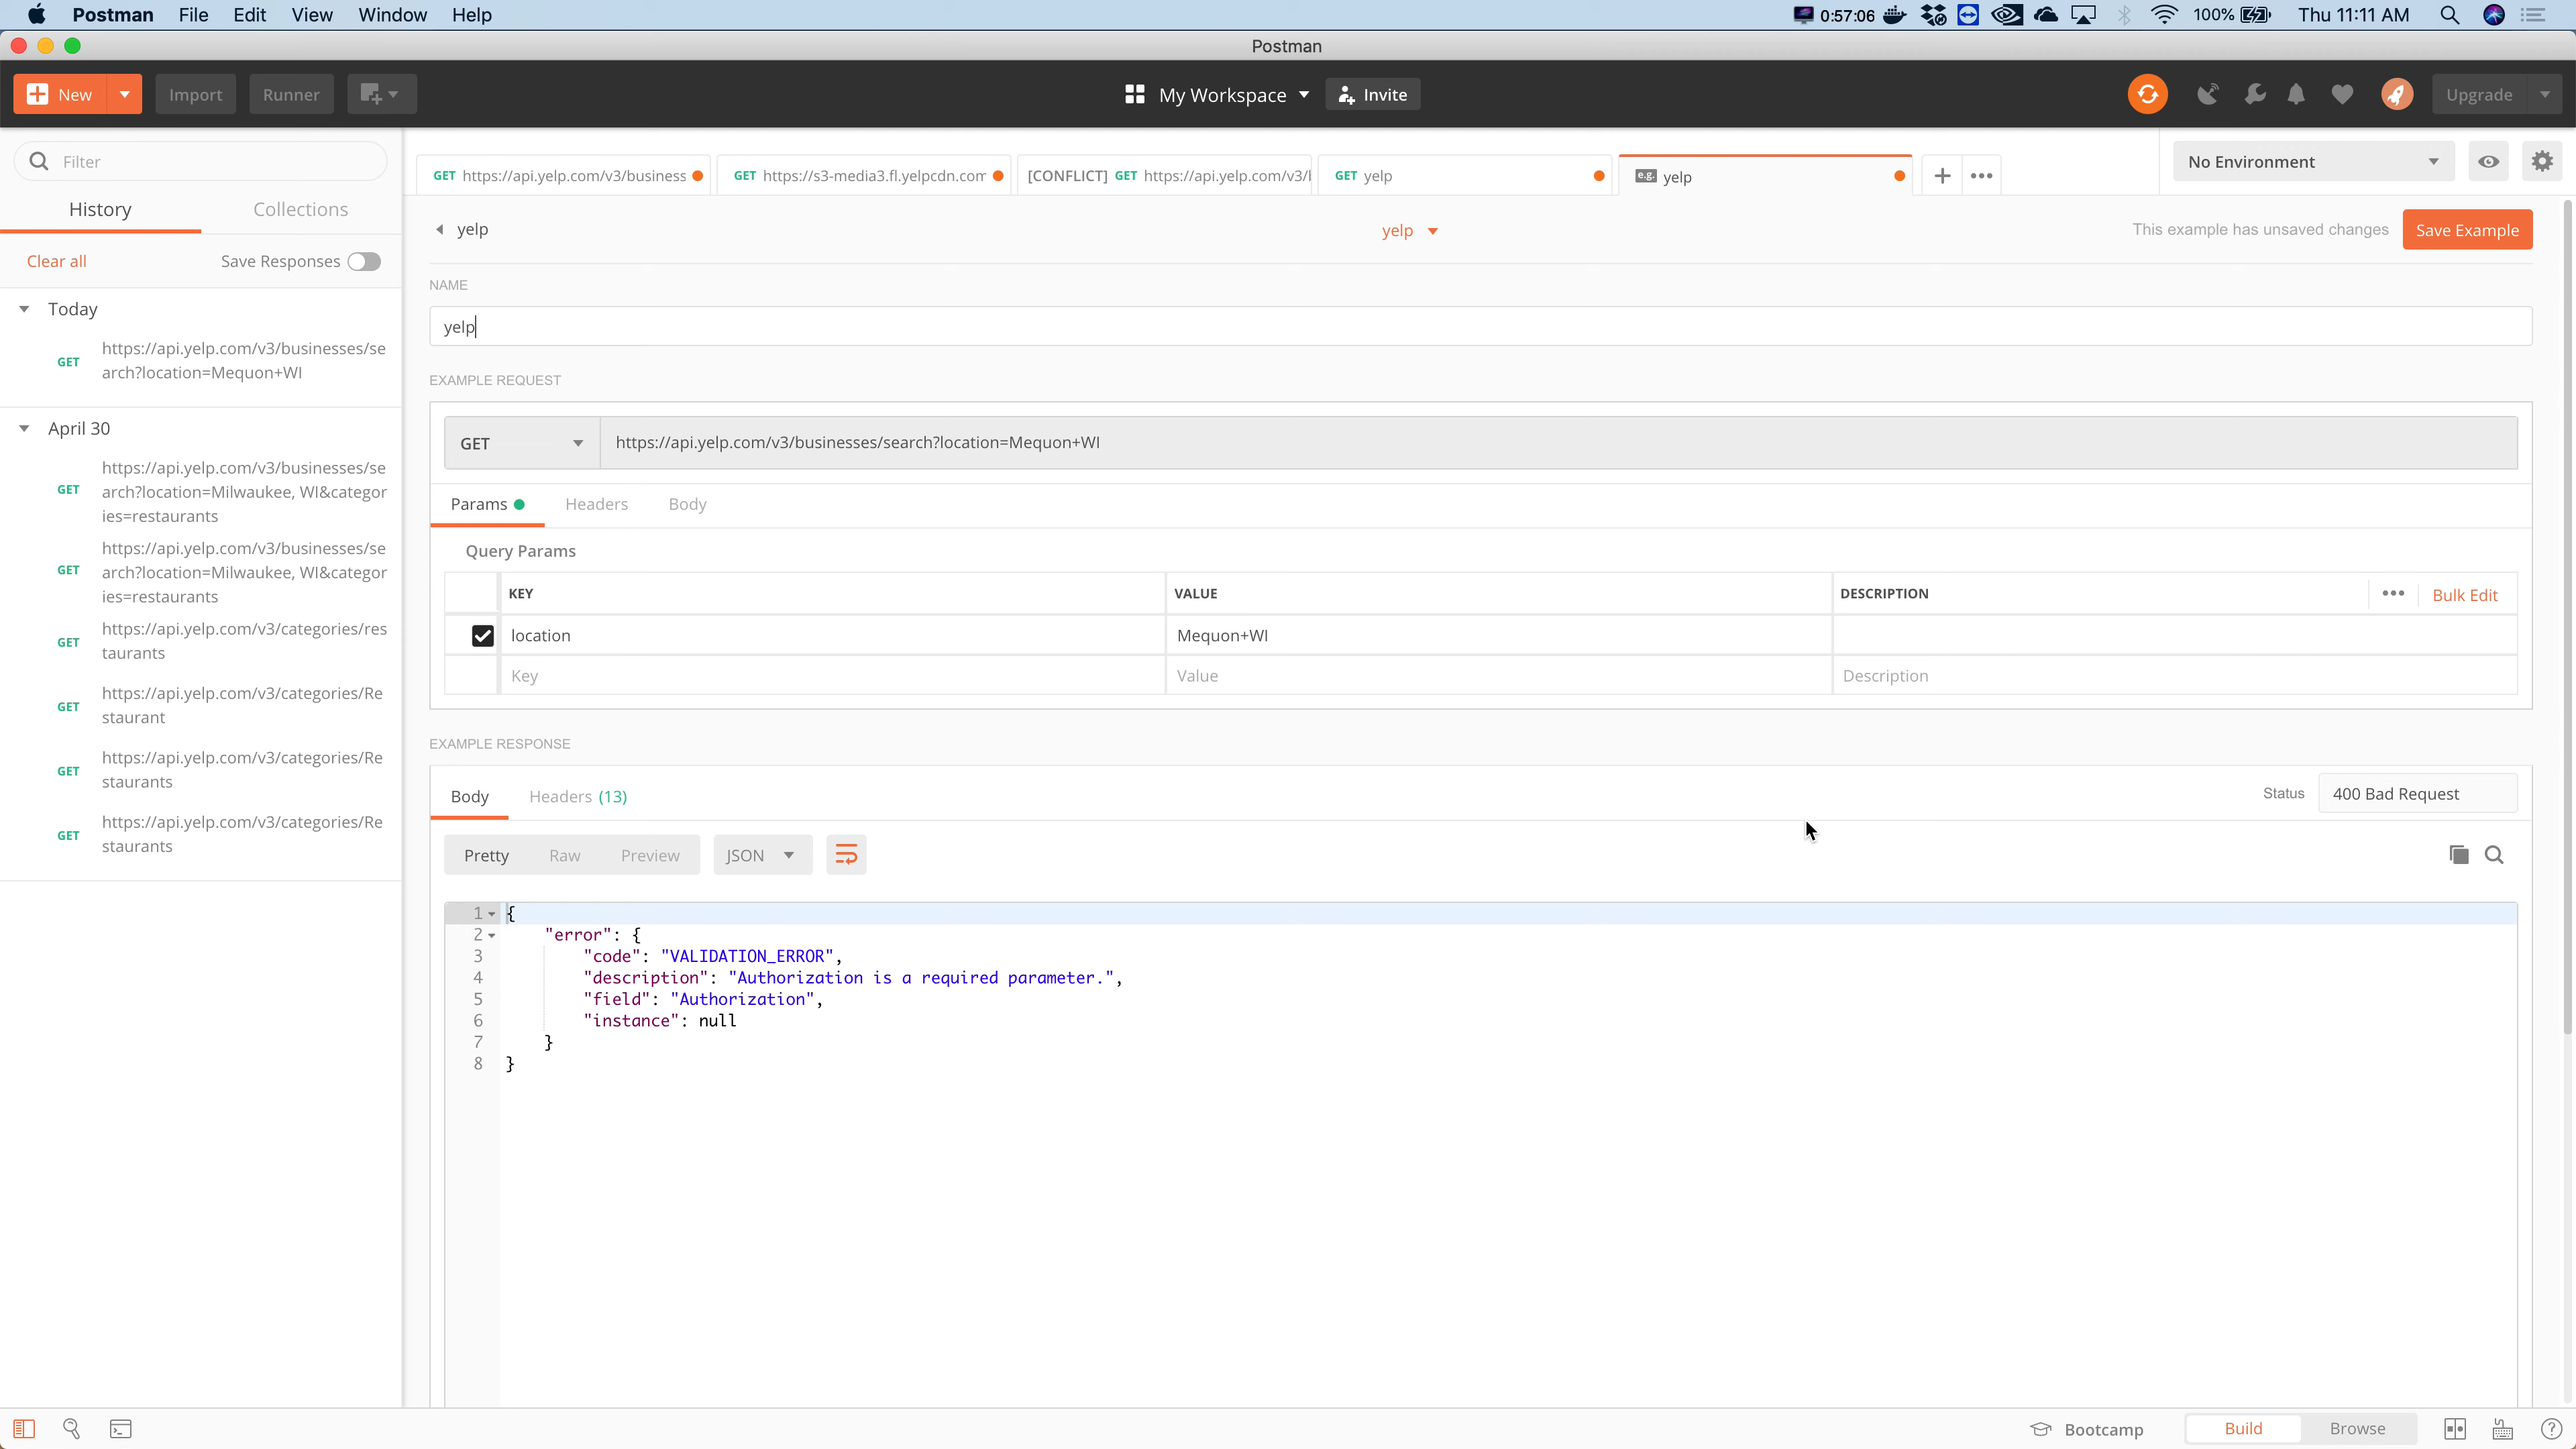 Postman File Edit View Window Help 0:57:06 100% Thu 11:11 AM
Postman
New Import Runner My Workspace Invite Upgrade
Filter
GET https://api.yelp.com/v3/business GET https://s3-media3.fl.yelpcdn.com [CONFLICT] GET https://api.yelp.com/v3/l GET yelp e.g. yelp No Environment
History Collections
Clear all Save Responses
Today
GET https://api.yelp.com/v3/businesses/se
arch?location=Mequon+WI
April 30
GET https://api.yelp.com/v3/businesses/se
arch?location=Milwaukee, WI&categor
ies=restaurants
GET https://api.yelp.com/v3/businesses/se
arch?location=Milwaukee, WI&categor
ies=restaurants
GET https://api.yelp.com/v3/categories/res
taurants
GET https://api.yelp.com/v3/categories/Re
staurant
GET https://api.yelp.com/v3/categories/Re
staurants
GET https://api.yelp.com/v3/categories/Re
staurants
yelp yelp This example has unsaved changes Save Example
NAME
yelp
EXAMPLE REQUEST
GET https://api.yelp.com/v3/businesses/search?location=Mequon+WI
Params Headers Body
Query Params
KEY VALUE DESCRIPTION Bulk Edit
location Mequon+WI
Key Value Description
EXAMPLE RESPONSE
Body Headers (13) Status 400 Bad Request
Pretty Raw Preview JSON
1 {
2 "error": {
3 "code": "VALIDATION_ERROR",
4 "description": "Authorization is a required parameter.",
5 "field": "Authorization",
6 "instance": null
7 }
8 }
Bootcamp Build Browse